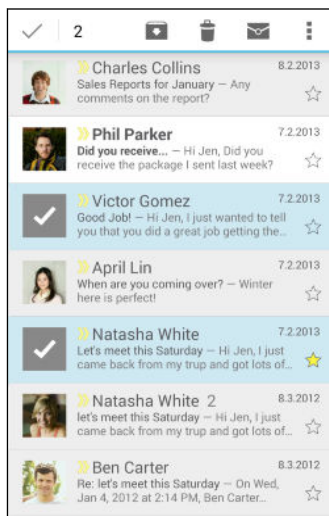 2
Charles Collins 8.2.2013
Sales Reports for January — Any
comments on the report?
Phil Parker 7.2.2013
Did you receive... — Hi Jen, Did you
receive the package I sent last week?
Victor Gomez 7.2.2013
Good Job! — Hi Jen, I just wanted to tell
you that you did a great job getting the...
April Lin 7.2.2013
When are you coming over? — Winter
here is perfect!
Natasha White 7.2.2013
Let's meet this Saturday — Hi Jen, I just
came back from my trup and got lots of...
Natasha White 2 8.3.2012
let's meet this Saturday — Hi Jen, I just
came back from my trup and got lots of...
Ben Carter 8.3.2012
Re: let's meet this Saturday — On Wed,
Jan 4, 2012 at 2:14 PM, Ben Carter...